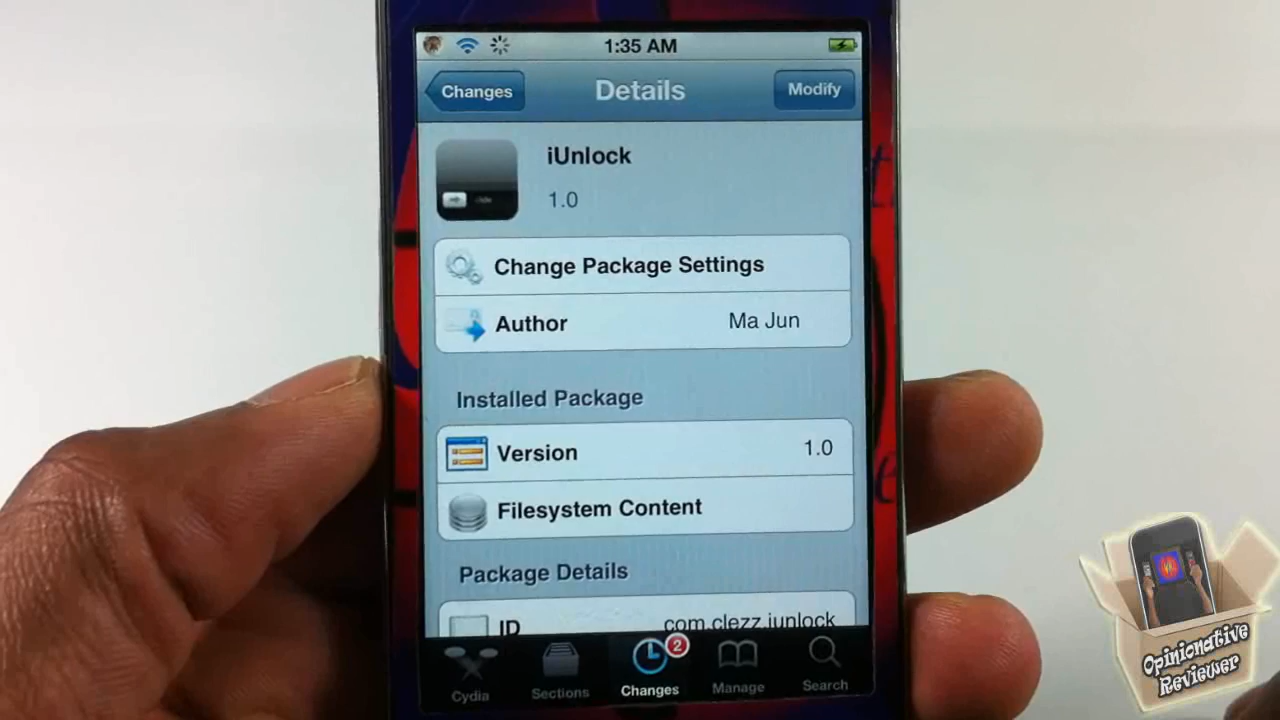 1:35 AM
Changes
Details
Modify
iUnlock
1.0
Change Package Settings
Author
Ma Jun
Installed Package
Version
1.0
Filesystem Content
Package Details
ID
com.clezz.iunlock
2
Cydia
Sections
Changes
Manage
Search
Opinionative
Reviewer